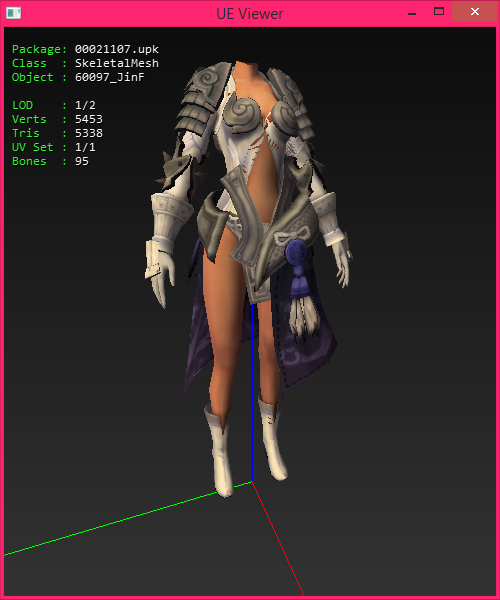 UE Viewer
Package: 00021107.upk
Class  : SkeletalMesh
Object : 60097_JinF
LOD    : 1/2
Verts  : 5453
Tris   : 5338
UV Set : 1/1
Bones  : 95